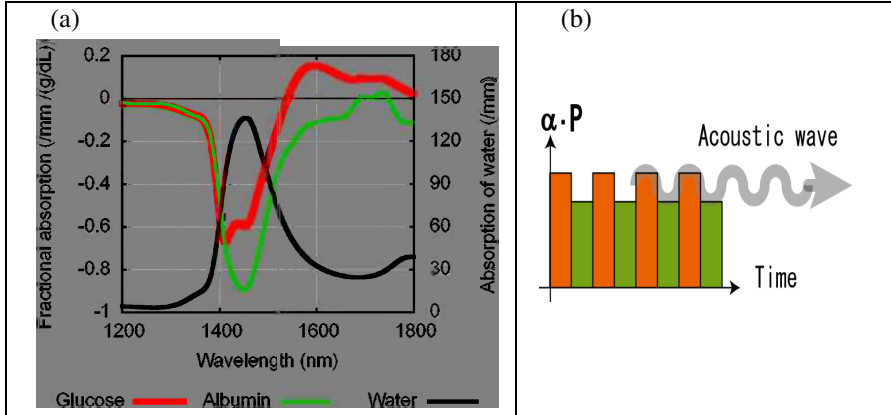 (a)
(b)
Fractional absorption (/mm /(g/dL))
0.2
0
-0.2
-0.4
-0.6
-0.8
-1
180
150
120
90
60
30
0
Absorption of water (/mm)
1200
1400
1600
1800
Wavelength (nm)
Glucose
Albumin
Water
α·P
Acoustic wave
Time